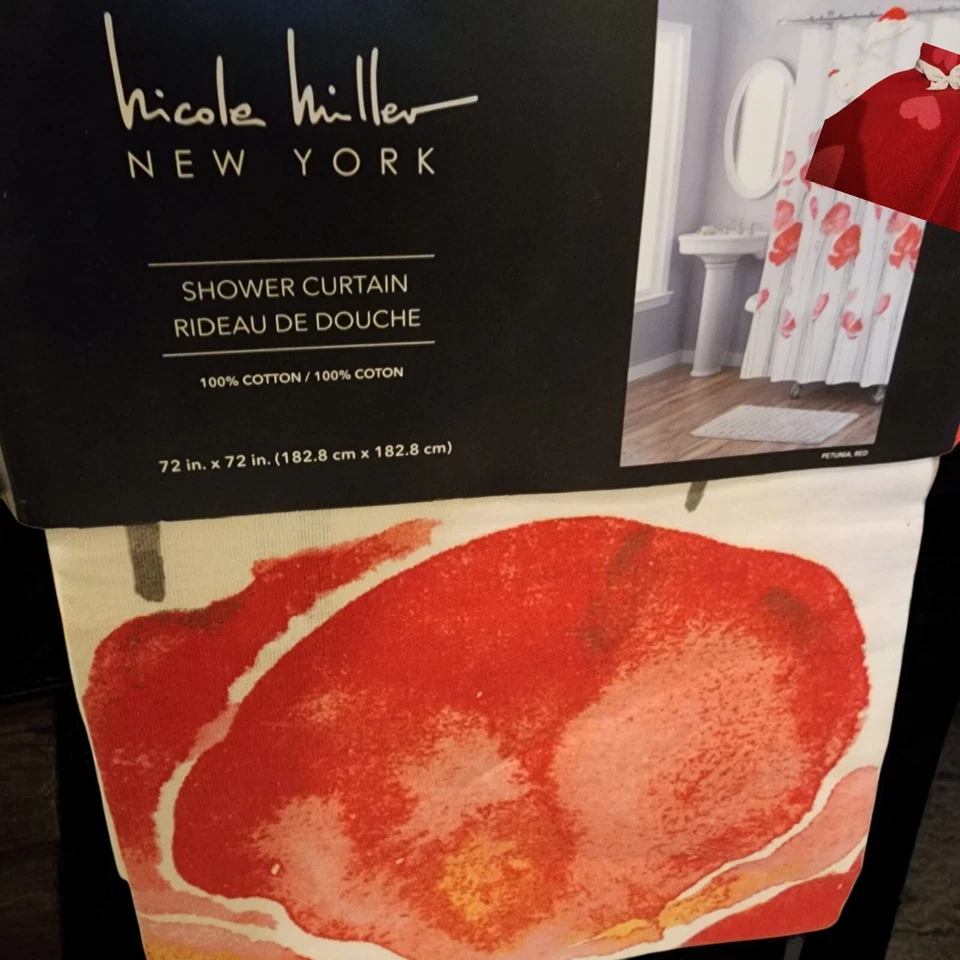 nicole miller
NEW YORK
SHOWER CURTAIN
RIDEAU DE DOUCHE
100% COTTON / 100% COTON
72 in. x 72 in. (182.8 cm x 182.8 cm)
PETUNIA, RED